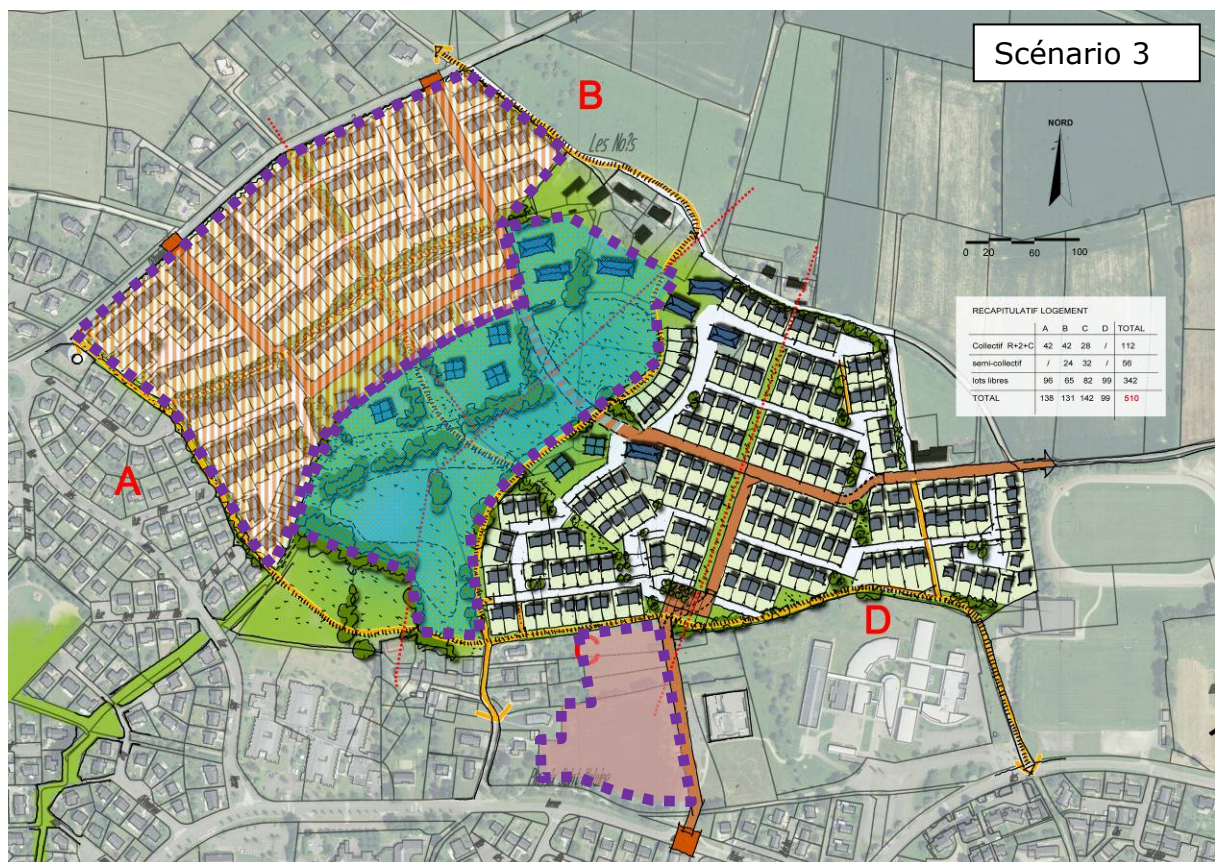 Scénario 3
B
Les No?s
NORD
0 20 60 100
RECAPITULATIF LOGEMENT
A B C D TOTAL
Collectif R+2+C 42 42 28 / 112
semi-collectif / 24 32 / 56
lots libres 96 65 82 99 342
TOTAL 138 131 142 99 510
A
D
C